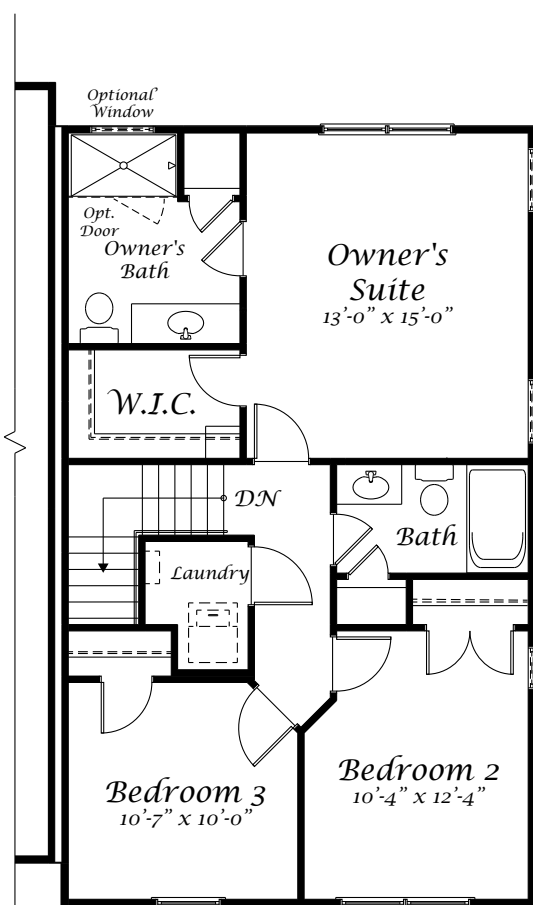 Optional
Window
Opt.
Door
Owner's
Bath
Owner's
Suite
13'-0" x 15'-0"
W.I.C.
DN
Bath
Laundry
Bedroom 2
10'-4" x 12'-4"
Bedroom 3
10'-7" x 10'-0"